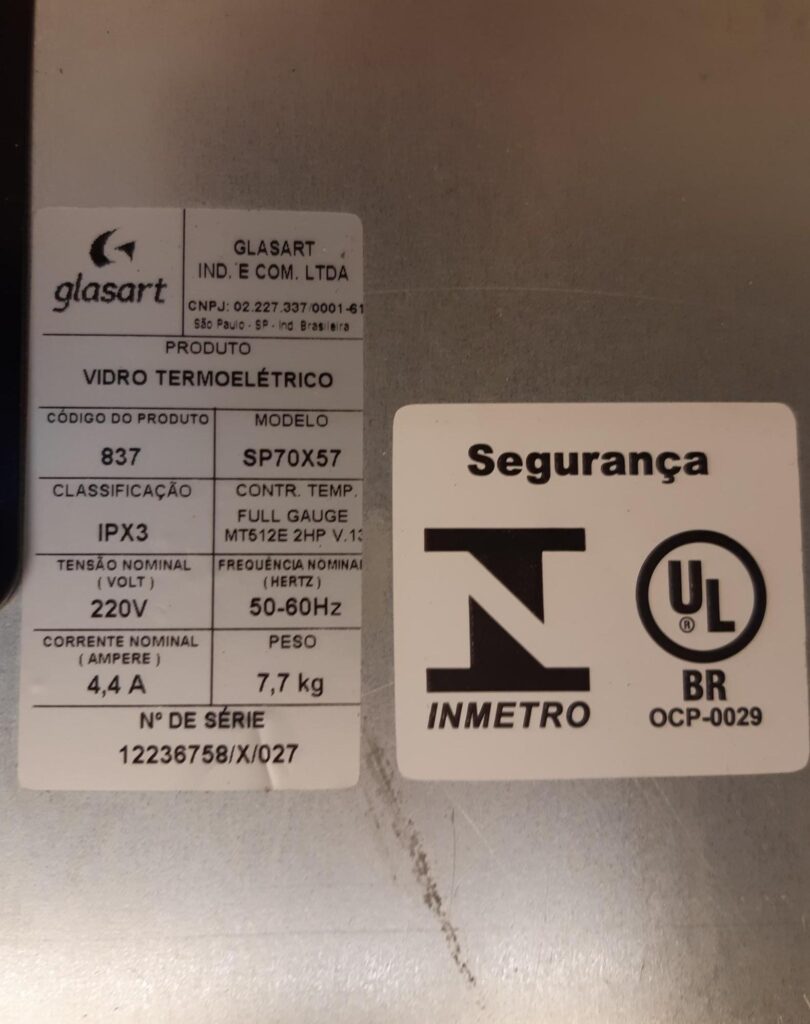 glasart
GLASART
IND. E COM. LTDA
CNPJ: 02.227.337/0001-61
São Paulo - SP - Ind. Brasileira
PRODUTO
VIDRO TERMOELÉTRICO
CÓDIGO DO PRODUTO
837
MODELO
SP70X57
CLASSIFICAÇÃO
IPX3
CONTR. TEMP.
FULL GAUGE
MT512E 2HP V.13
TENSÃO NOMINAL
( VOLT )
220V
FREQUÊNCIA NOMINAL
(HERTZ)
50-60Hz
CORRENTE NOMINAL
( AMPERE )
4,4 A
PESO
7,7 kg
Nº DE SÉRIE
12236758/X/027
Segurança
INMETRO
UL
®
BR
OCP-0029